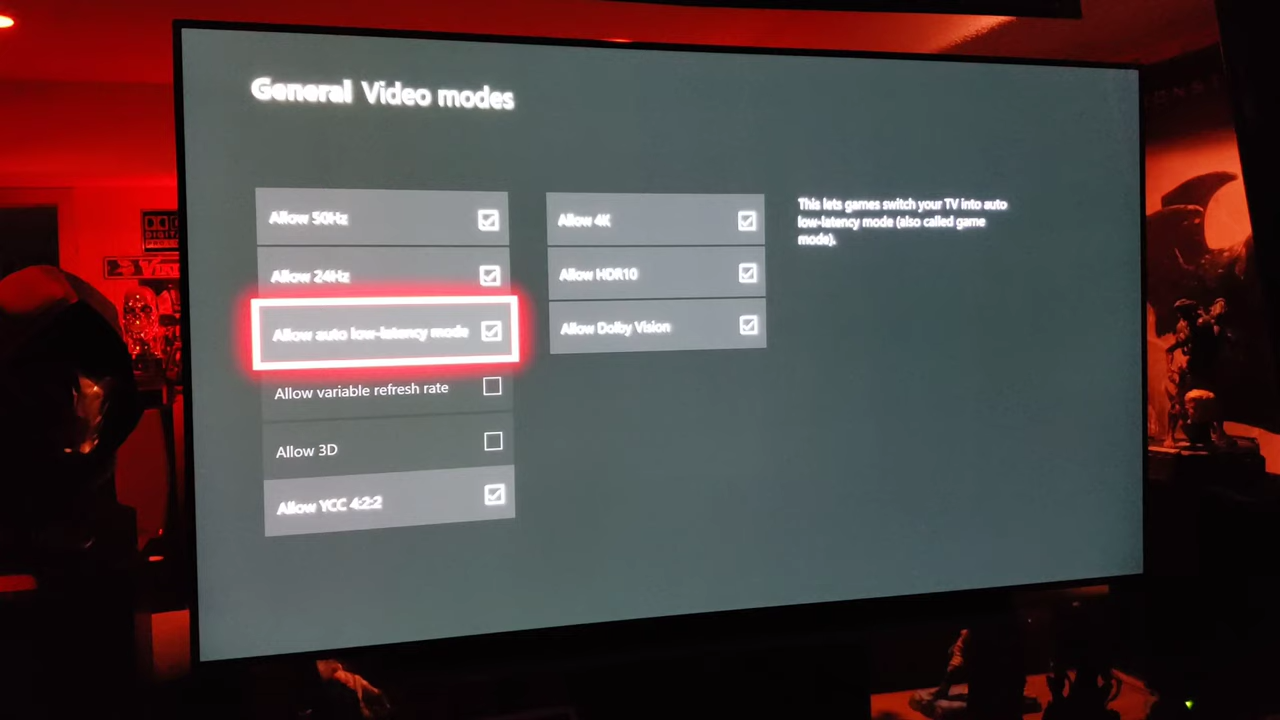 General Video modes
Allow 50Hz
Allow 24Hz
Allow auto low-latency mode
Allow variable refresh rate
Allow 3D
Allow YCC 4:2:2
Allow 4K
Allow HDR10
Allow Dolby Vision
This lets games switch your TV into auto
low-latency mode (also called game
mode).
DIGITAL